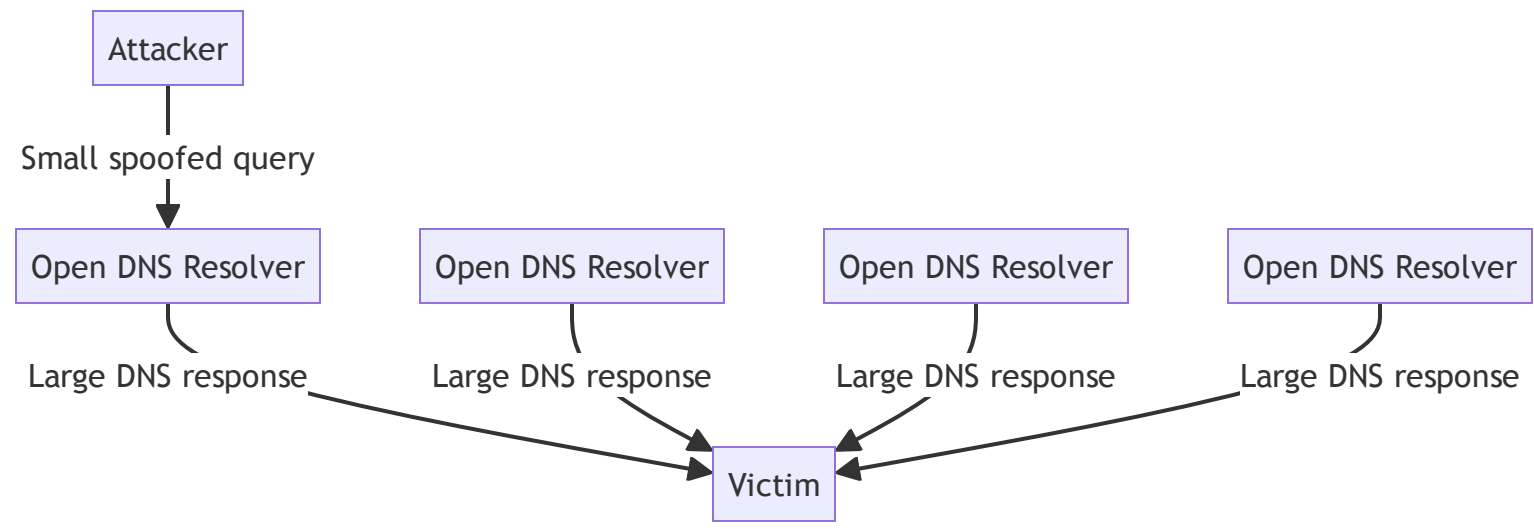 Attacker
Small spoofed query
Open DNS Resolver
Open DNS Resolver
Open DNS Resolver
Open DNS Resolver
Large DNS response
Large DNS response
Large DNS response
Large DNS response
Victim